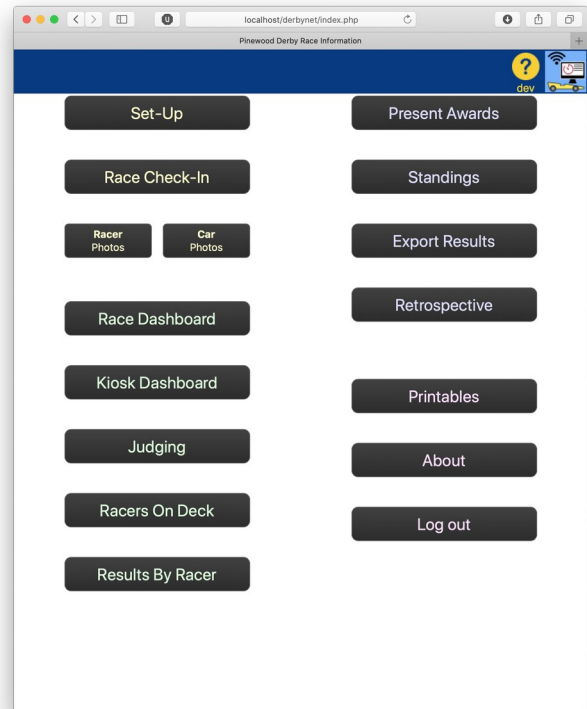 U
localhost/derbynet/index.php
Pinewood Derby Race Information
?
dev
Set-Up
Race Check-In
Racer
Photos
Car
Photos
Race Dashboard
Kiosk Dashboard
Judging
Racers On Deck
Results By Racer
Present Awards
Standings
Export Results
Retrospective
Printables
About
Log out